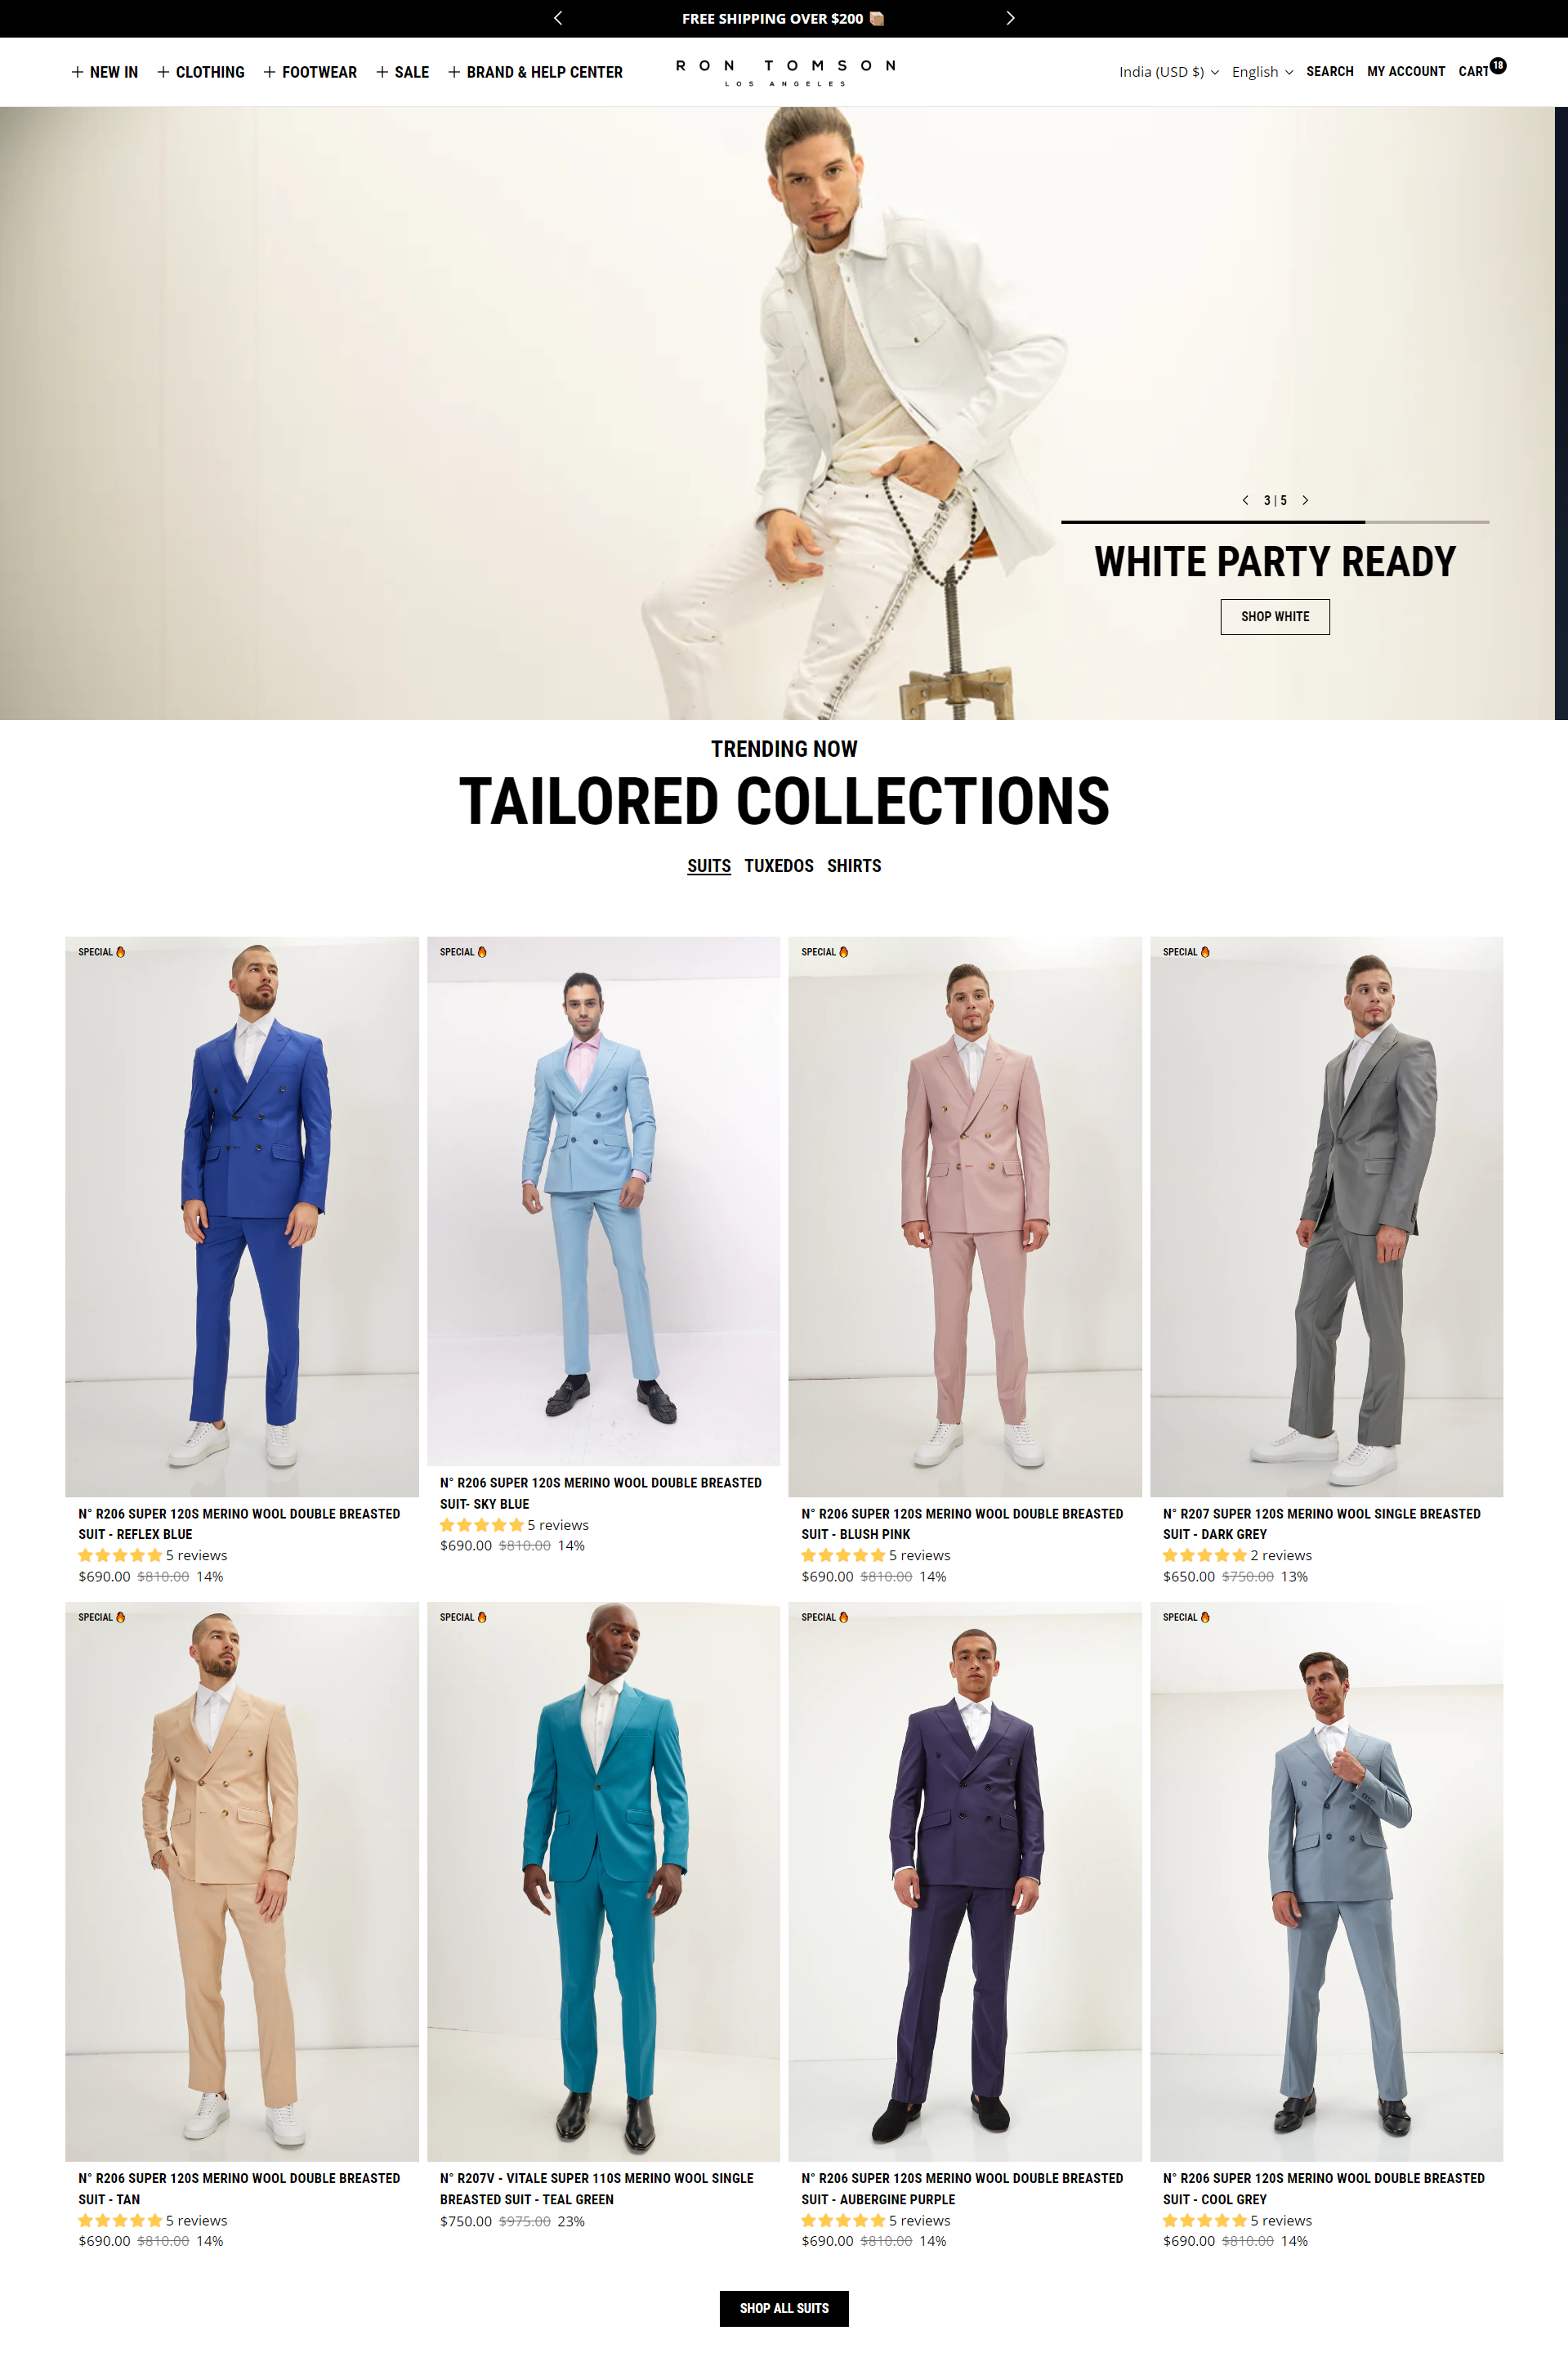 FREE SHIPPING OVER $200 📦
NEW IN
CLOTHING
FOOTWEAR
SALE
BRAND & HELP CENTER
RON TOMSON
LOS ANGELES
India (USD $)
English
SEARCH
MY ACCOUNT
CART
18
3 | 5
WHITE PARTY READY
SHOP WHITE
TRENDING NOW
TAILORED COLLECTIONS
SUITS
TUXEDOS
SHIRTS
SPECIAL 🔥
SPECIAL 🔥
SPECIAL 🔥
SPECIAL 🔥
N° R206 SUPER 120S MERINO WOOL DOUBLE BREASTED
SUIT - REFLEX BLUE
5 reviews
$690.00 $810.00 14%
N° R206 SUPER 120S MERINO WOOL DOUBLE BREASTED
SUIT- SKY BLUE
5 reviews
$690.00 $810.00 14%
N° R206 SUPER 120S MERINO WOOL DOUBLE BREASTED
SUIT - BLUSH PINK
5 reviews
$690.00 $810.00 14%
N° R207 SUPER 120S MERINO WOOL SINGLE BREASTED
SUIT - DARK GREY
2 reviews
$650.00 $750.00 13%
SPECIAL 🔥
SPECIAL 🔥
SPECIAL 🔥
SPECIAL 🔥
N° R206 SUPER 120S MERINO WOOL DOUBLE BREASTED
SUIT - TAN
5 reviews
$690.00 $810.00 14%
N° R207V - VITALE SUPER 110S MERINO WOOL SINGLE
BREASTED SUIT - TEAL GREEN
$750.00 $975.00 23%
N° R206 SUPER 120S MERINO WOOL DOUBLE BREASTED
SUIT - AUBERGINE PURPLE
5 reviews
$690.00 $810.00 14%
N° R206 SUPER 120S MERINO WOOL DOUBLE BREASTED
SUIT - COOL GREY
5 reviews
$690.00 $810.00 14%
SHOP ALL SUITS